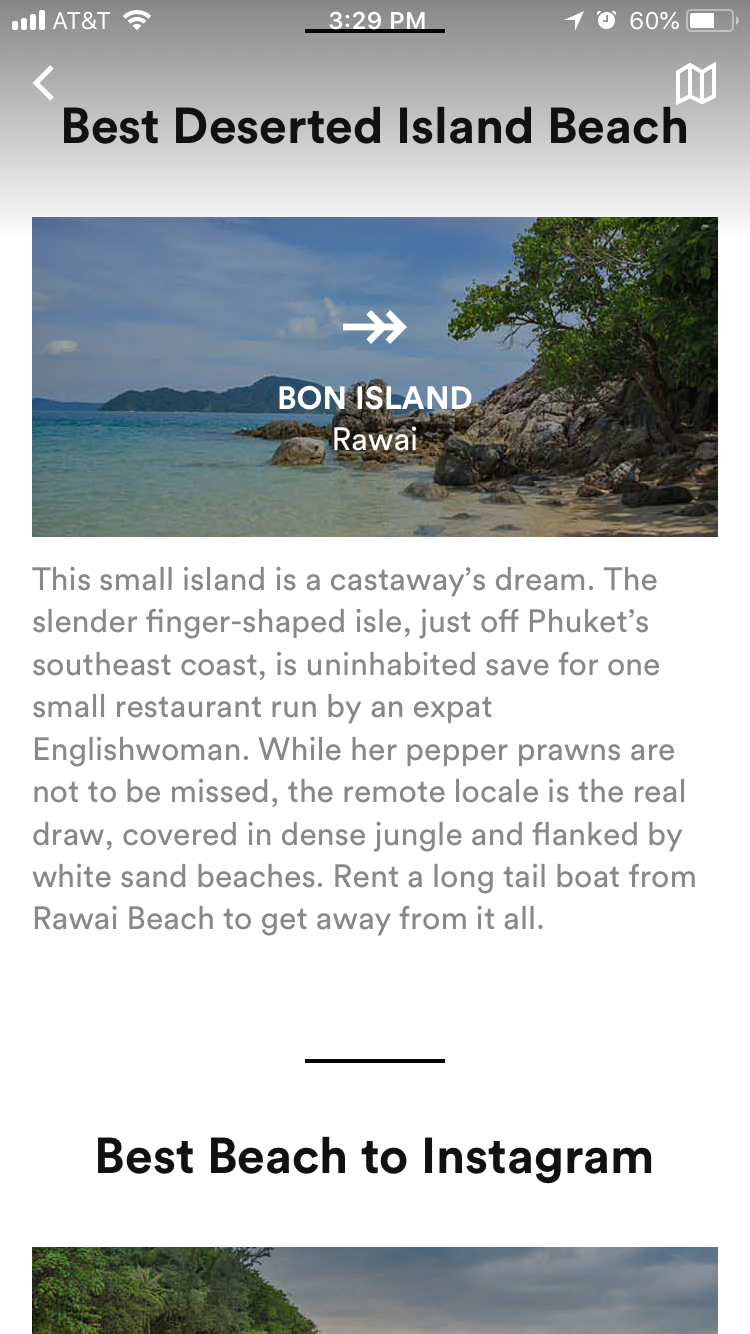 AT&T 3:29 PM 60%
Best Deserted Island Beach
BON ISLAND
Rawai
This small island is a castaway’s dream. The
slender finger-shaped isle, just off Phuket’s
southeast coast, is uninhabited save for one
small restaurant run by an expat
Englishwoman. While her pepper prawns are
not to be missed, the remote locale is the real
draw, covered in dense jungle and flanked by
white sand beaches. Rent a long tail boat from
Rawai Beach to get away from it all.
Best Beach to Instagram